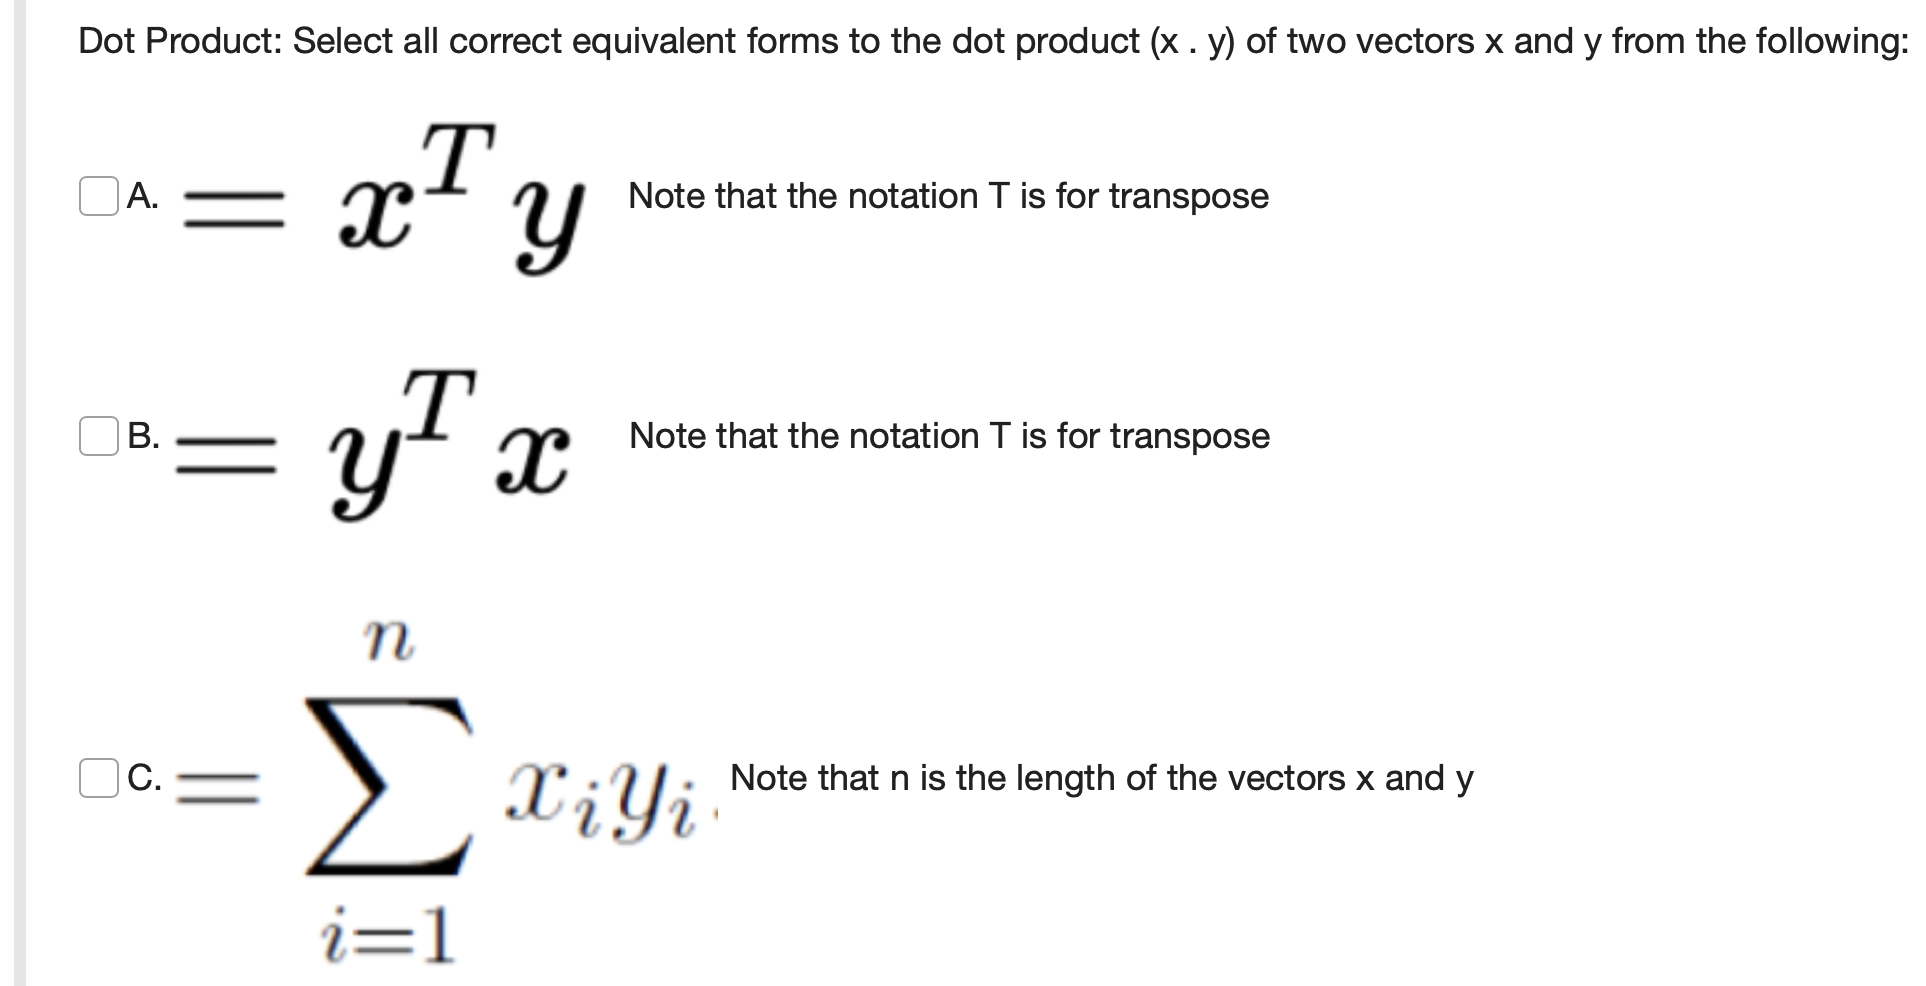 Dot Product: Select all correct equivalent forms to the dot product (x . y) of two vectors x and y from the following:
A. = x^T y Note that the notation T is for transpose
B. = y^T x Note that the notation T is for transpose
n
C. = ∑ x_i y_i. Note that n is the length of the vectors x and y
i=1